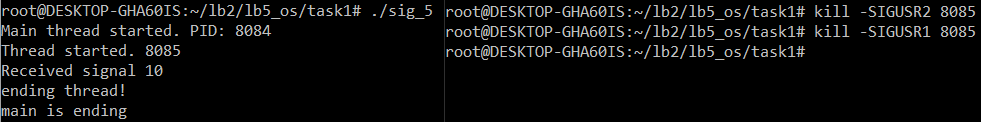 root@DESKTOP-GHA60IS:~/lb2/lb5_os/task1# ./sig_5
Main thread started. PID: 8084
Thread started. 8085
Received signal 10
ending thread!
main is ending
root@DESKTOP-GHA60IS:~/lb2/lb5_os/task1# kill -SIGUSR2 8085
root@DESKTOP-GHA60IS:~/lb2/lb5_os/task1# kill -SIGUSR1 8085
root@DESKTOP-GHA60IS:~/lb2/lb5_os/task1#